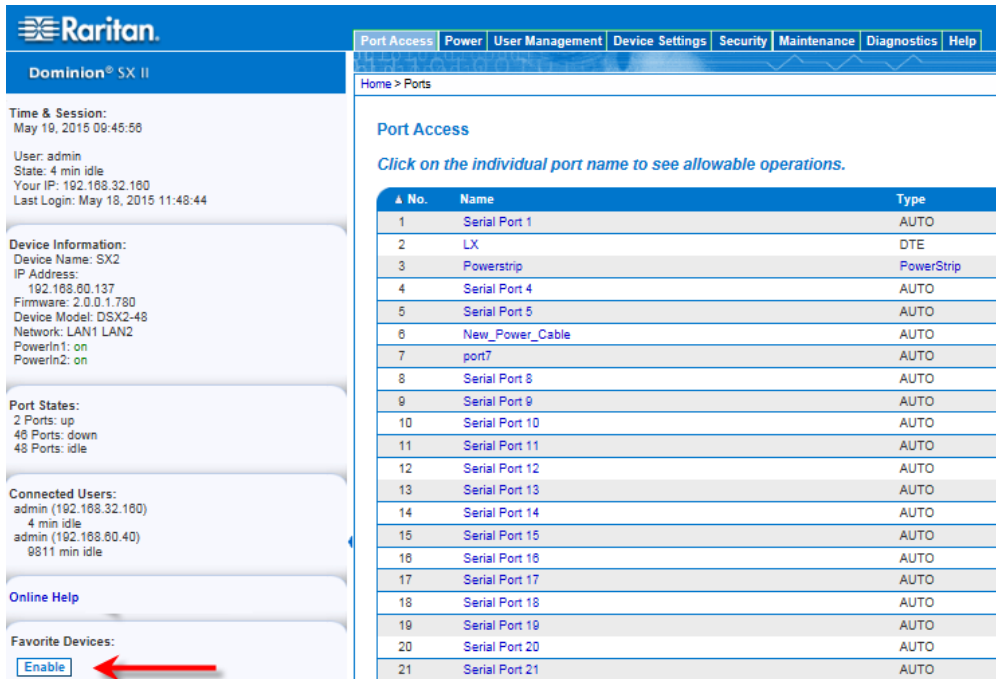 Raritan.
Dominion® SX II
Time & Session:
May 19, 2015 09:45:56
User: admin
State: 4 min idle
Your IP: 192.168.32.160
Last Login: May 18, 2015 11:48:44
Device Information:
Device Name: SX2
IP Address:
192.168.60.137
Firmware: 2.0.0.1.780
Device Model: DSX2-48
Network: LAN1 LAN2
PowerIn1: on
PowerIn2: on
Port States:
2 Ports: up
46 Ports: down
48 Ports: idle
Connected Users:
admin (192.168.32.160)
4 min idle
admin (192.168.60.40)
9811 min idle
Online Help
Favorite Devices:
Enable
Port Access Power User Management Device Settings Security Maintenance Diagnostics Help
Home > Ports
Port Access
Click on the individual port name to see allowable operations.
▲ No. Name Type
1 Serial Port 1 AUTO
2 LX DTE
3 Powerstrip PowerStrip
4 Serial Port 4 AUTO
5 Serial Port 5 AUTO
6 New_Power_Cable AUTO
7 port7 AUTO
8 Serial Port 8 AUTO
9 Serial Port 9 AUTO
10 Serial Port 10 AUTO
11 Serial Port 11 AUTO
12 Serial Port 12 AUTO
13 Serial Port 13 AUTO
14 Serial Port 14 AUTO
15 Serial Port 15 AUTO
16 Serial Port 16 AUTO
17 Serial Port 17 AUTO
18 Serial Port 18 AUTO
19 Serial Port 19 AUTO
20 Serial Port 20 AUTO
21 Serial Port 21 AUTO